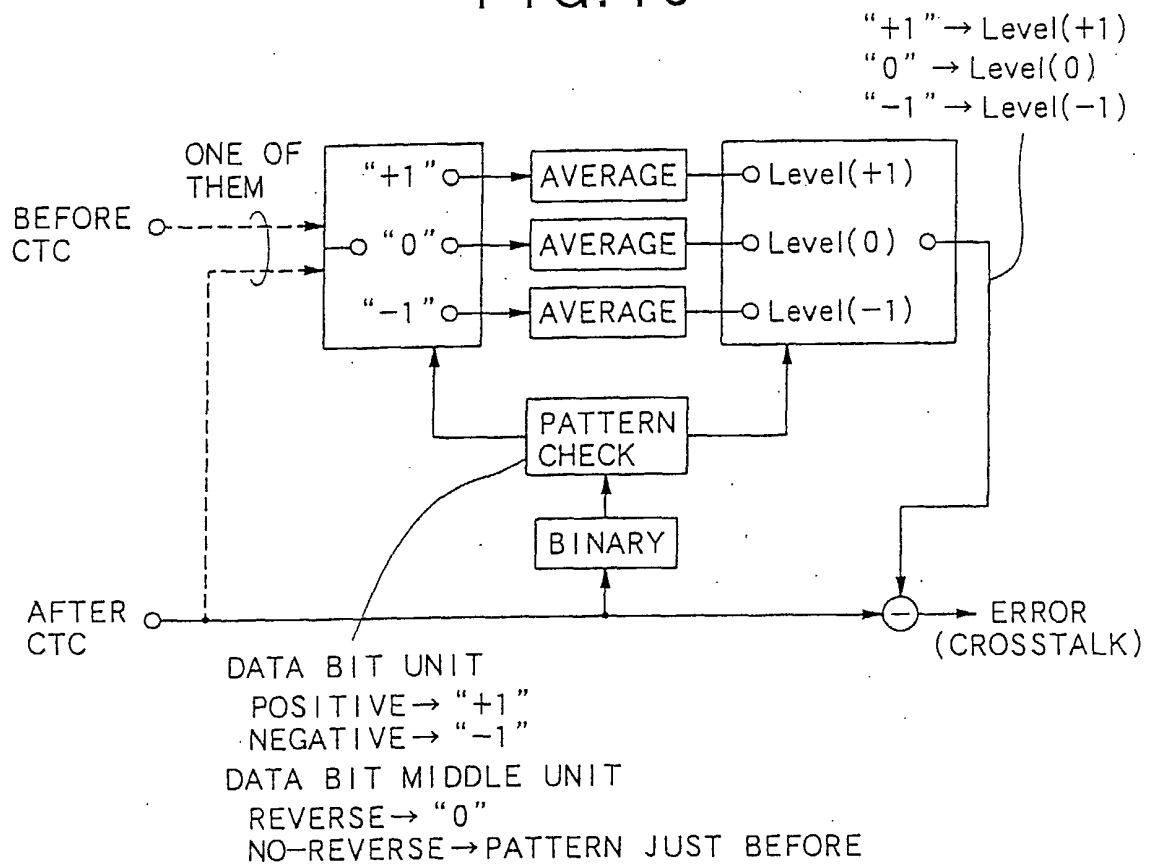 "+1" → Level(+1)
"0" → Level(0)
"-1" → Level(-1)
ONE OF
THEM
BEFORE
CTC
"+1"
AVERAGE
Level(+1)
"0"
AVERAGE
Level(0)
"-1"
AVERAGE
Level(-1)
PATTERN
CHECK
BINARY
AFTER
CTC
−
ERROR
(CROSSTALK)
DATA BIT UNIT
POSITIVE → "+1"
NEGATIVE → "-1"
DATA BIT MIDDLE UNIT
REVERSE → "0"
NO-REVERSE → PATTERN JUST BEFORE